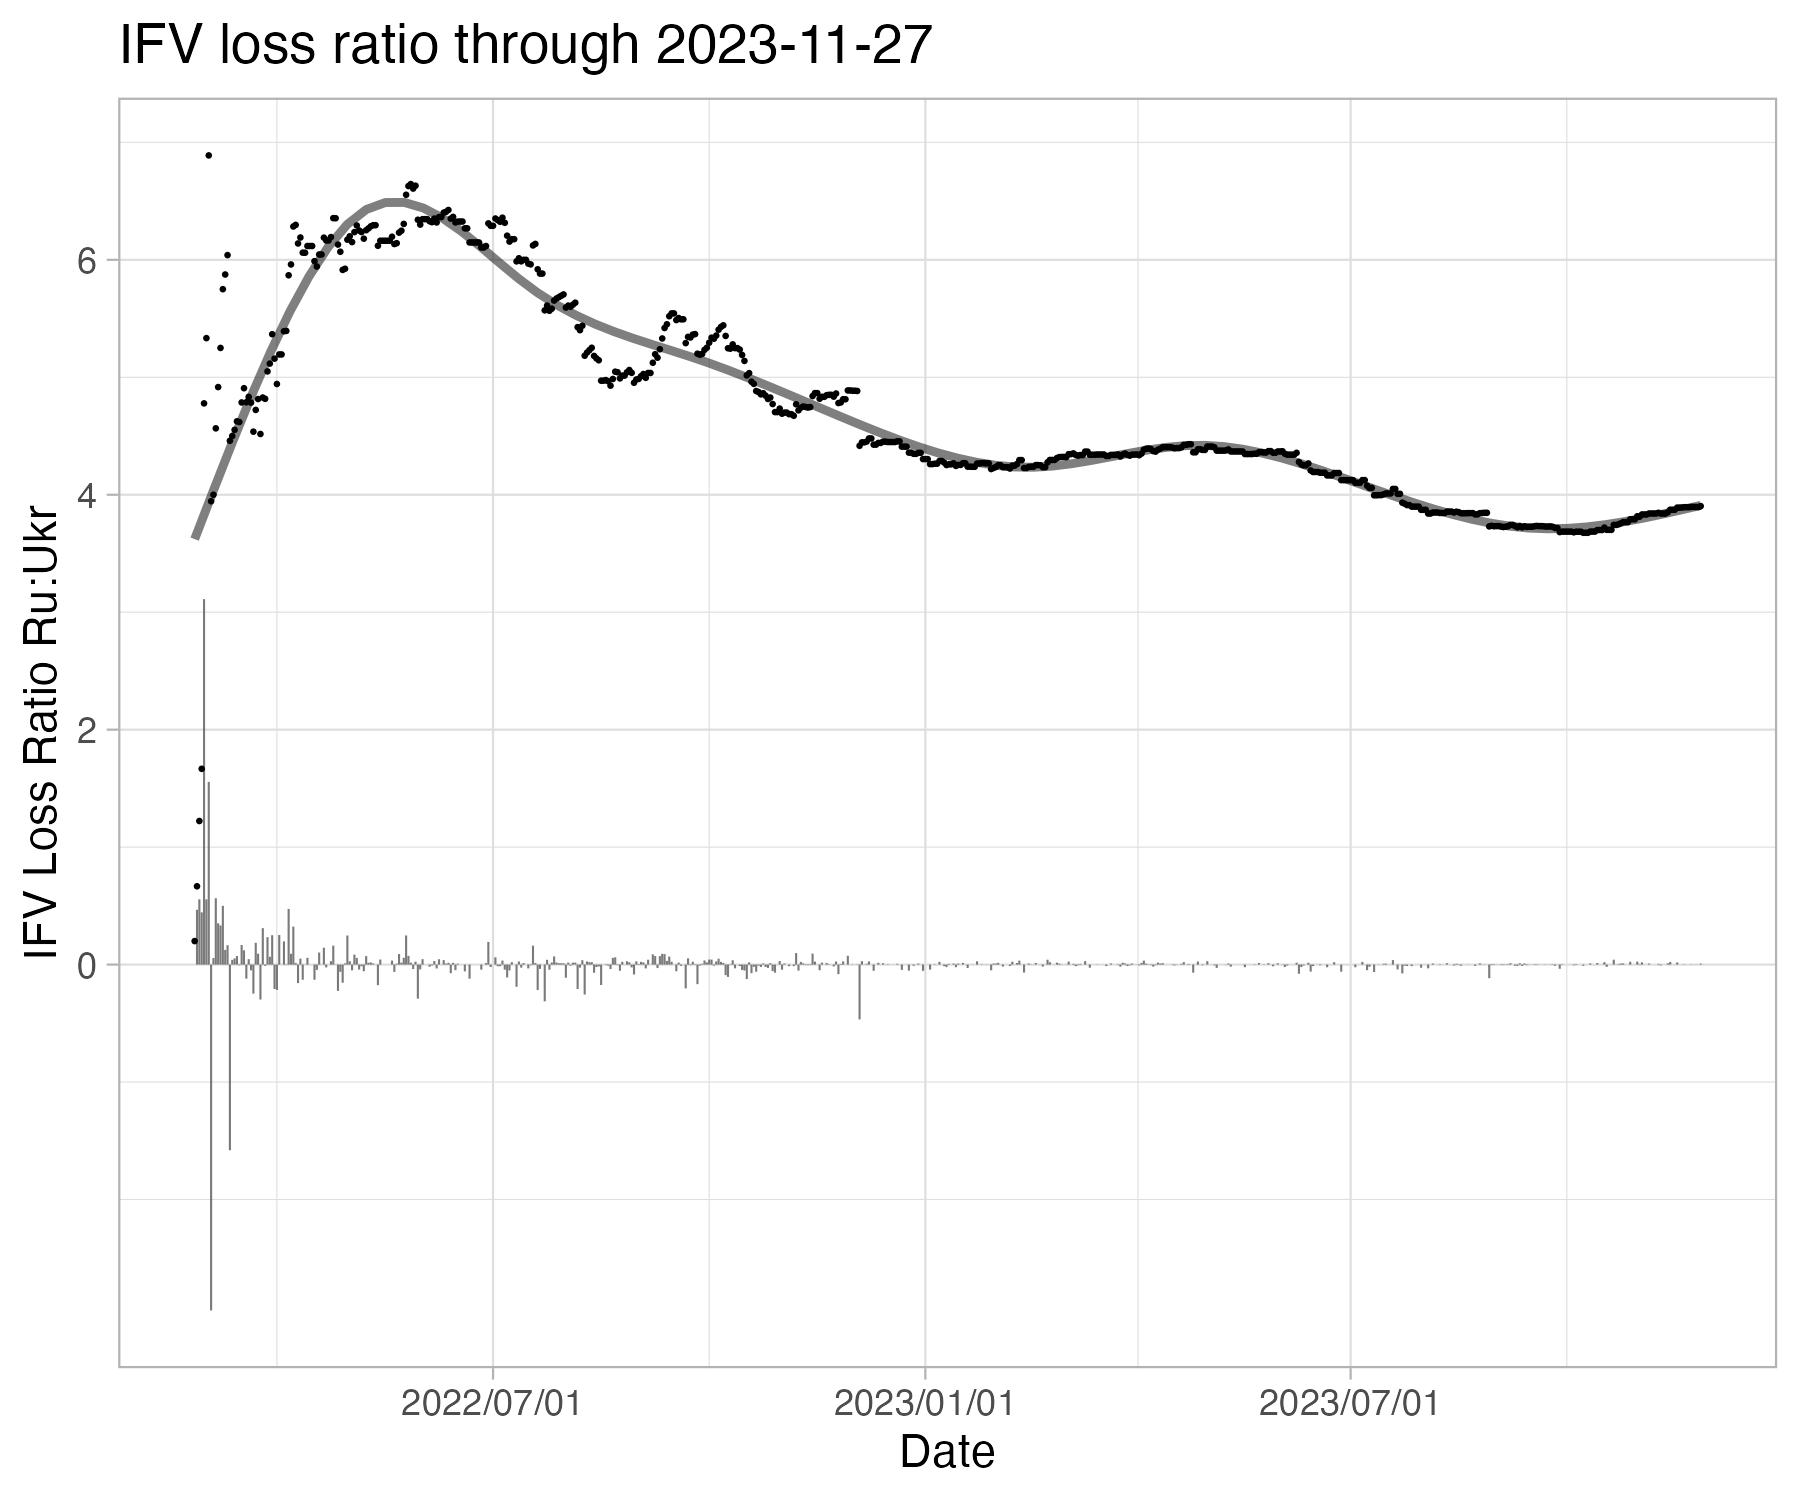 IFV loss ratio through 2023-11-27
IFV Loss Ratio Ru:Ukr
6
4
2
0
2022/07/01
2023/01/01
2023/07/01
Date